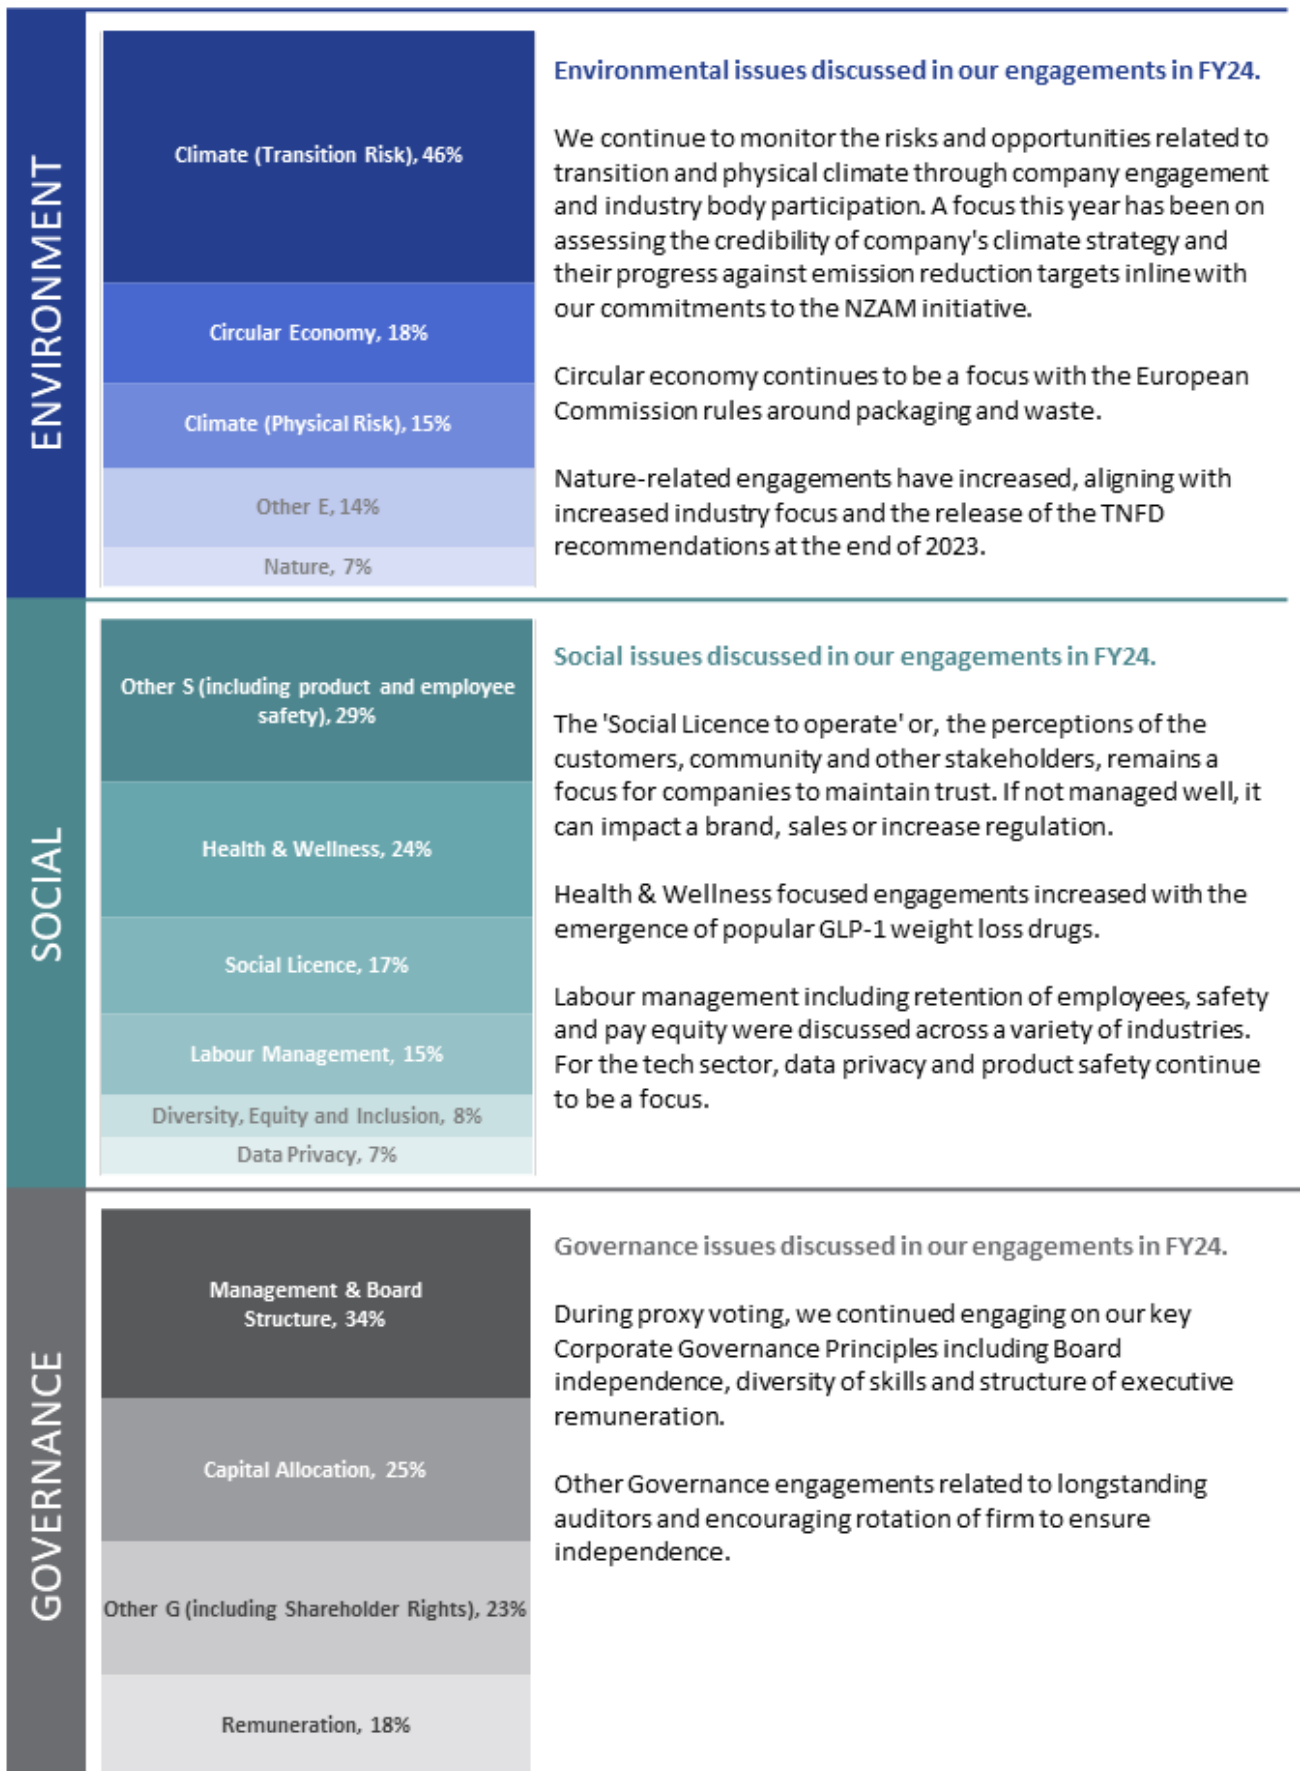 ENVIRONMENT
Climate (Transition Risk), 46%
Circular Economy, 18%
Climate (Physical Risk), 15%
Other E, 14%
Nature, 7%
Environmental issues discussed in our engagements in FY24.
We continue to monitor the risks and opportunities related to
transition and physical climate through company engagement
and industry body participation. A focus this year has been on
assessing the credibility of company's climate strategy and
their progress against emission reduction targets inline with
our commitments to the NZAM initiative.
Circular economy continues to be a focus with the European
Commission rules around packaging and waste.
Nature-related engagements have increased, aligning with
increased industry focus and the release of the TNFD
recommendations at the end of 2023.
SOCIAL
Other S (including product and employee
safety), 29%
Health & Wellness, 24%
Social Licence, 17%
Labour Management, 15%
Diversity, Equity and Inclusion, 8%
Data Privacy, 7%
Social issues discussed in our engagements in FY24.
The 'Social Licence to operate' or, the perceptions of the
customers, community and other stakeholders, remains a
focus for companies to maintain trust. If not managed well, it
can impact a brand, sales or increase regulation.
Health & Wellness focused engagements increased with the
emergence of popular GLP-1 weight loss drugs.
Labour management including retention of employees, safety
and pay equity were discussed across a variety of industries.
For the tech sector, data privacy and product safety continue
to be a focus.
GOVERNANCE
Management & Board
Structure, 34%
Capital Allocation, 25%
Other G (including Shareholder Rights), 23%
Remuneration, 18%
Governance issues discussed in our engagements in FY24.
During proxy voting, we continued engaging on our key
Corporate Governance Principles including Board
independence, diversity of skills and structure of executive
remuneration.
Other Governance engagements related to longstanding
auditors and encouraging rotation of firm to ensure
independence.